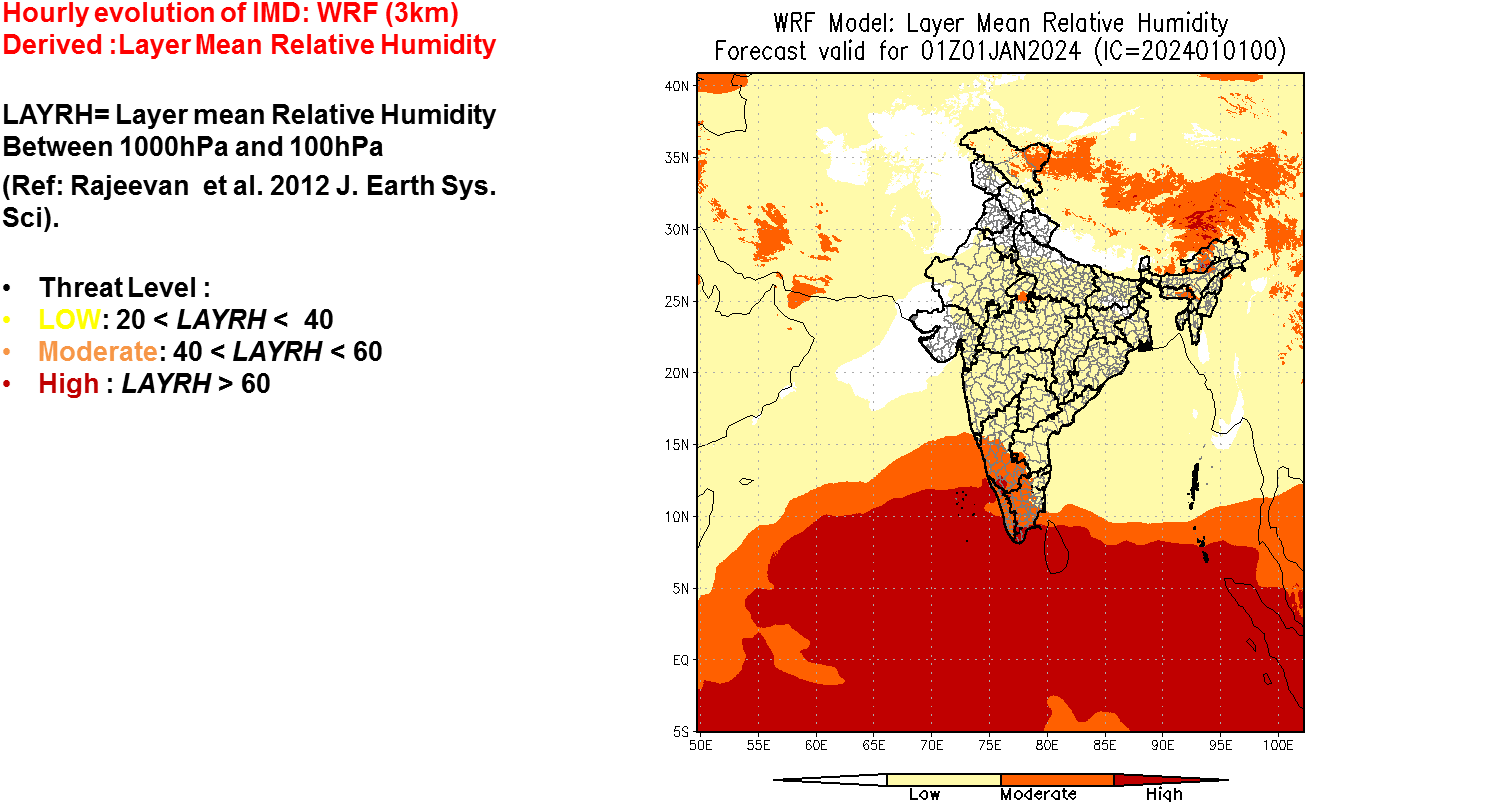 Hourly evolution of IMD: WRF (3km)
Derived :Layer Mean Relative Humidity
LAYRH= Layer mean Relative Humidity
Between 1000hPa and 100hPa
(Ref: Rajeevan et al. 2012 J. Earth Sys.
Sci).
• Threat Level :
• LOW: 20 < LAYRH < 40
• Moderate: 40 < LAYRH < 60
• High : LAYRH > 60
WRF Model: Layer Mean Relative Humidity
Forecast valid for 01Z01JAN2024 (IC=2024010100)
40N
35N
30N
25N
20N
15N
10N
5N
EQ
5S
50E 55E 60E 65E 70E 75E 80E 85E 90E 95E 100E
Low Moderate High